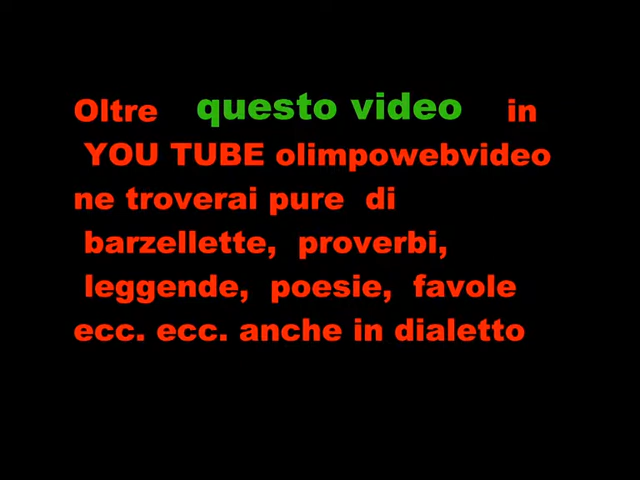 Oltre questo video in
YOU TUBE olimpowebvideo
ne troverai pure di
barzellette, proverbi,
leggende, poesie, favole
ecc. ecc. anche in dialetto